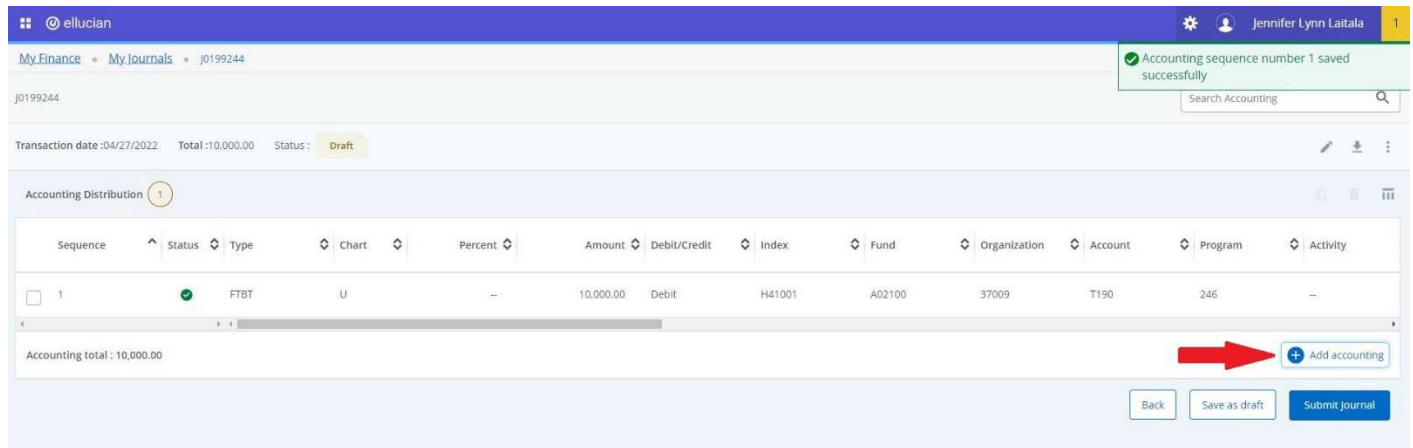 ellucian
Jennifer Lynn Laitala
1
My Finance • My Journals • J0199244
Accounting sequence number 1 saved
successfully
J0199244
Search Accounting
Transaction date :04/27/2022 Total :10,000.00 Status : Draft
Accounting Distribution 1
Sequence Status Type Chart Percent Amount Debit/Credit Index Fund Organization Account Program Activity
1 FTBT U -- 10,000.00 Debit H41001 A02100 37009 T190 246 --
Accounting total : 10,000.00
Add accounting
Back Save as draft Submit Journal